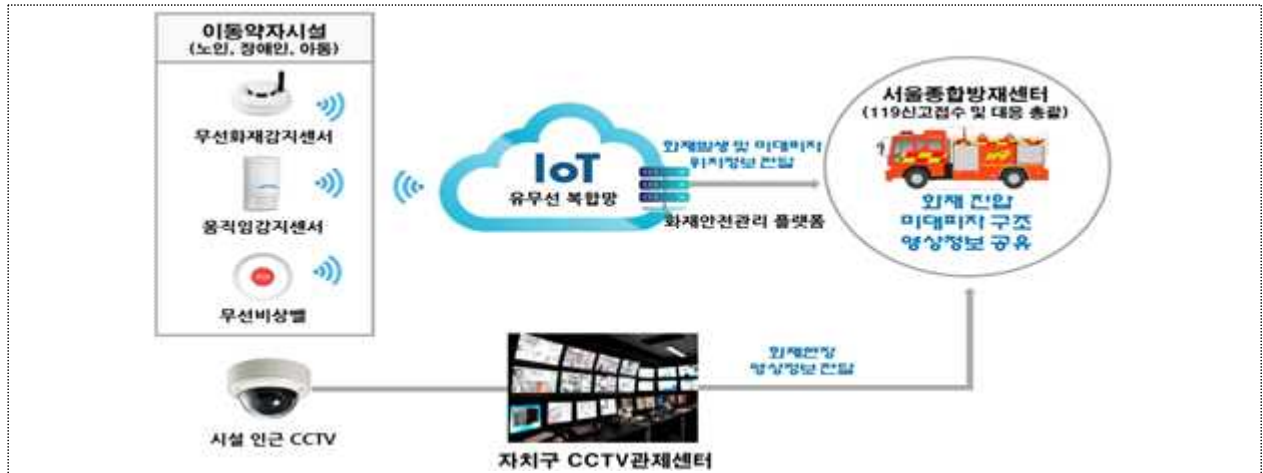 이동약자시설
(노인, 장애인, 아동)
무선화재감지센서
움직임감지센서
무선비상벨
시설 인근 CCTV
IoT
유무선 복합망
화재안전관리 플랫폼
화재발생 및 미대피자
위치정보 전달
서울종합방재센터
(119신고접수 및 대응 총괄)
화재 진압
미대피자 구조
영상정보 공유
화재현장
영상정보 전달
자치구 CCTV관제센터